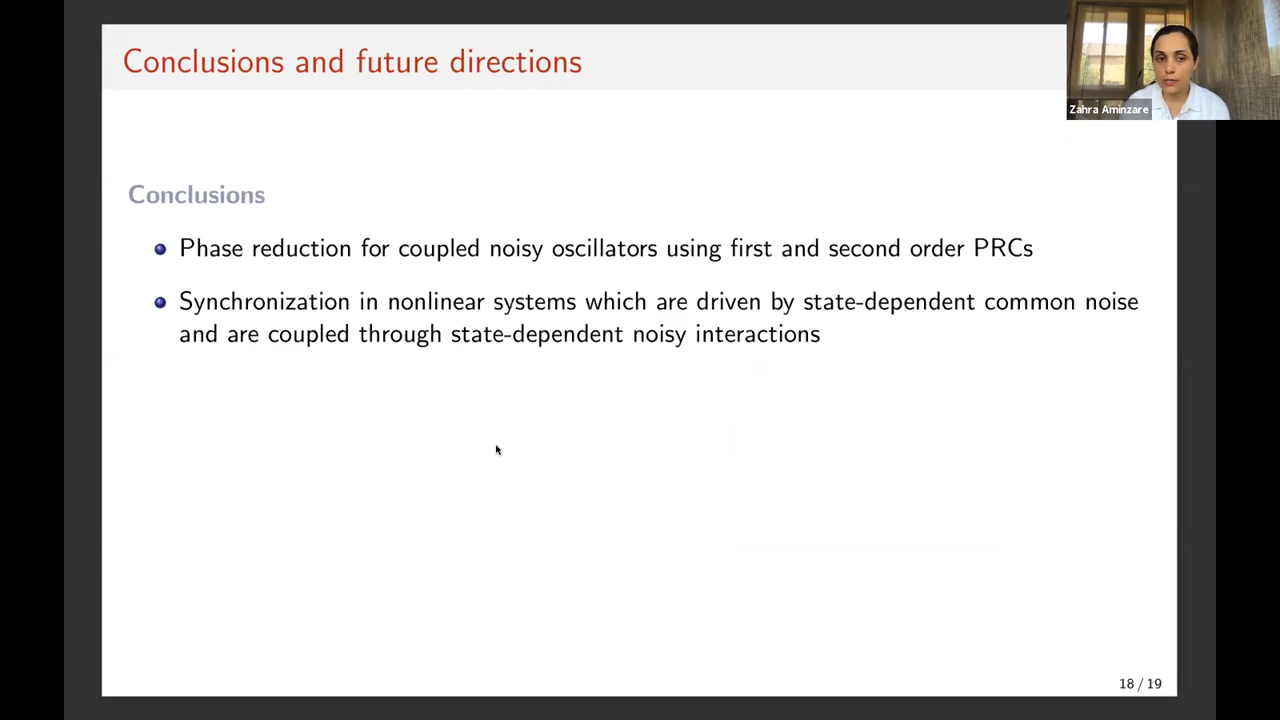 Conclusions and future directions
Zahra Aminzare
Conclusions
Phase reduction for coupled noisy oscillators using first and second order PRCs
Synchronization in nonlinear systems which are driven by state-dependent common noise
and are coupled through state-dependent noisy interactions
18 / 19